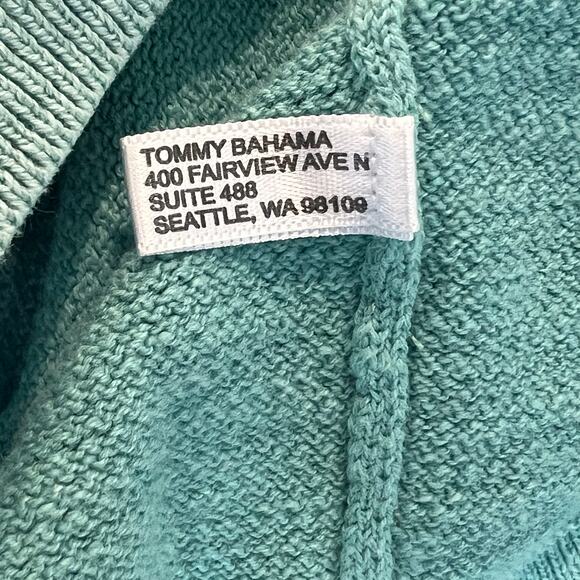 TOMMY BAHAMA
400 FAIRVIEW AVE N
SUITE 488
SEATTLE, WA 98109